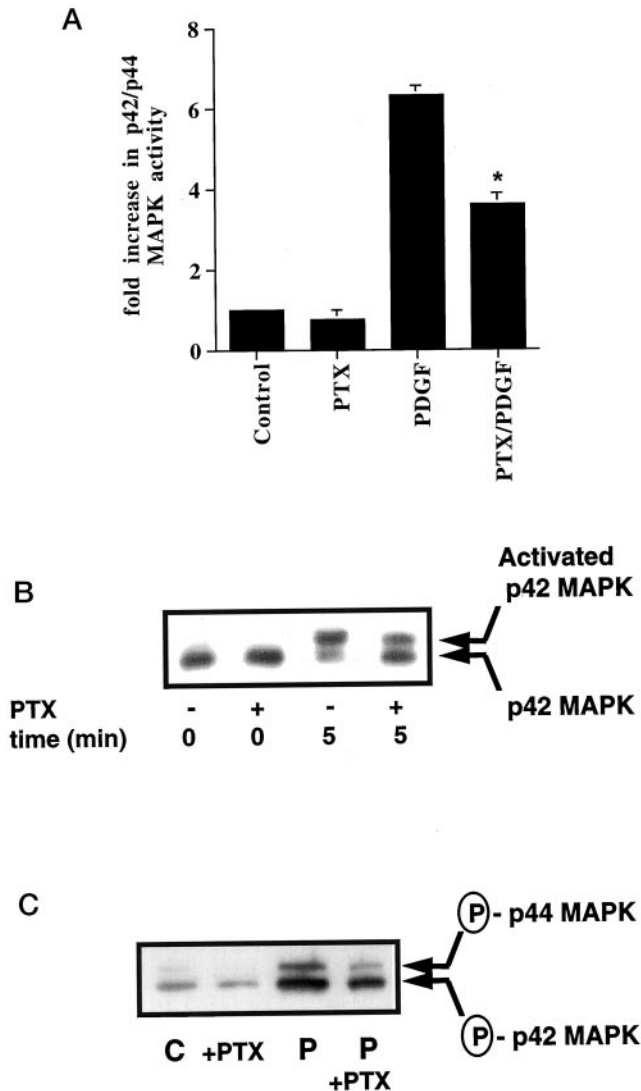 A
fold increase in p42/p44
MAPK activity
8
6
4
2
0
*
Control
PTX
PDGF
PTX/PDGF
B
Activated
p42 MAPK
p42 MAPK
PTX - + - +
time (min) 0 0 5 5
C
P - p44 MAPK
P - p42 MAPK
C +PTX P P
+PTX